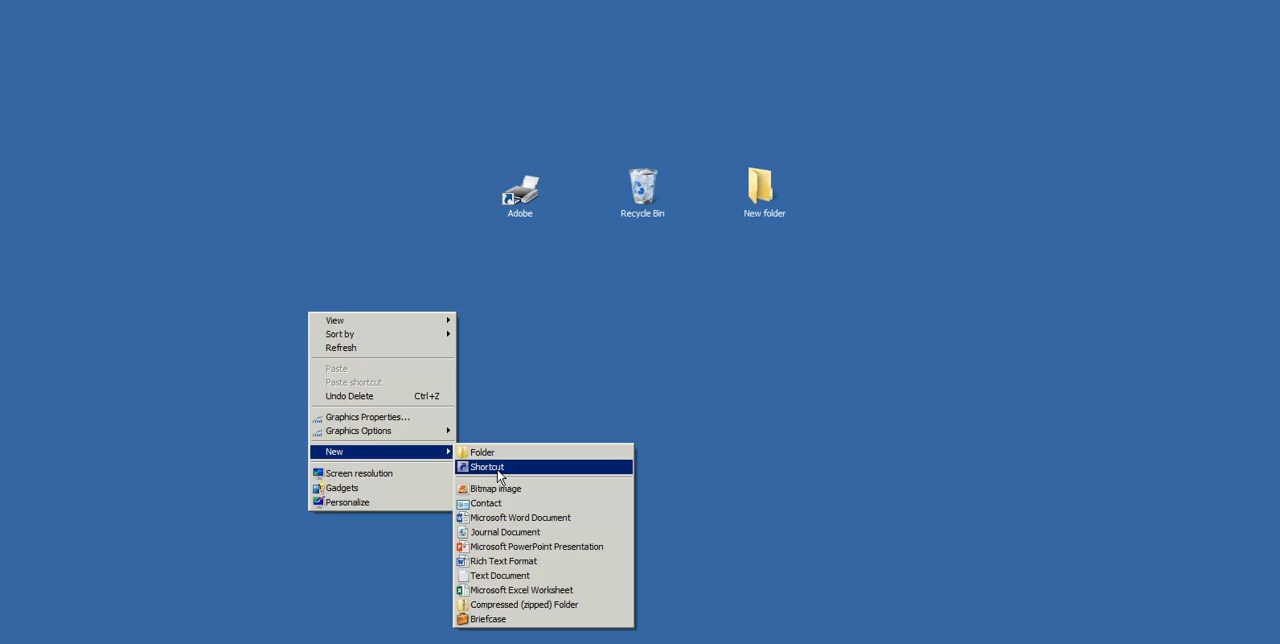 Adobe
Recycle Bin
New folder
View
Sort by
Refresh
Paste
Paste shortcut
Undo Delete Ctrl+Z
Graphics Properties...
Graphics Options
New
Screen resolution
Gadgets
Personalize
Folder
Shortcut
Bitmap image
Contact
Microsoft Word Document
Journal Document
Microsoft PowerPoint Presentation
Rich Text Format
Text Document
Microsoft Excel Worksheet
Compressed (zipped) Folder
Briefcase